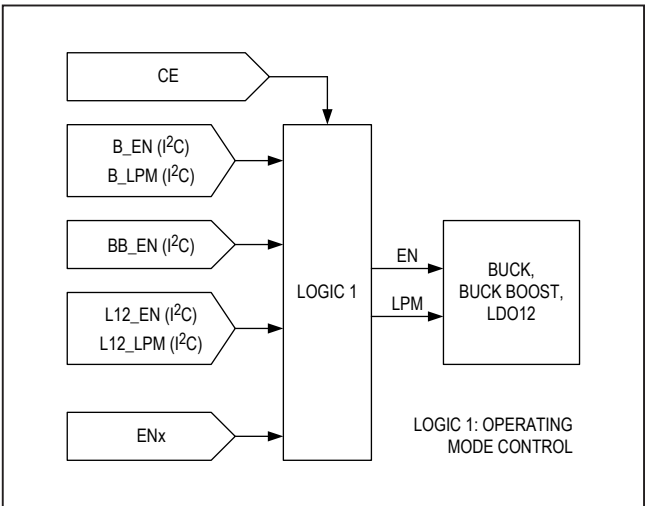 CE
B_EN (I²C)
B_LPM (I²C)
BB_EN (I²C)
L12_EN (I²C)
L12_LPM (I²C)
ENx
LOGIC 1
EN
LPM
BUCK,
BUCK BOOST,
LDO12
LOGIC 1: OPERATING
MODE CONTROL